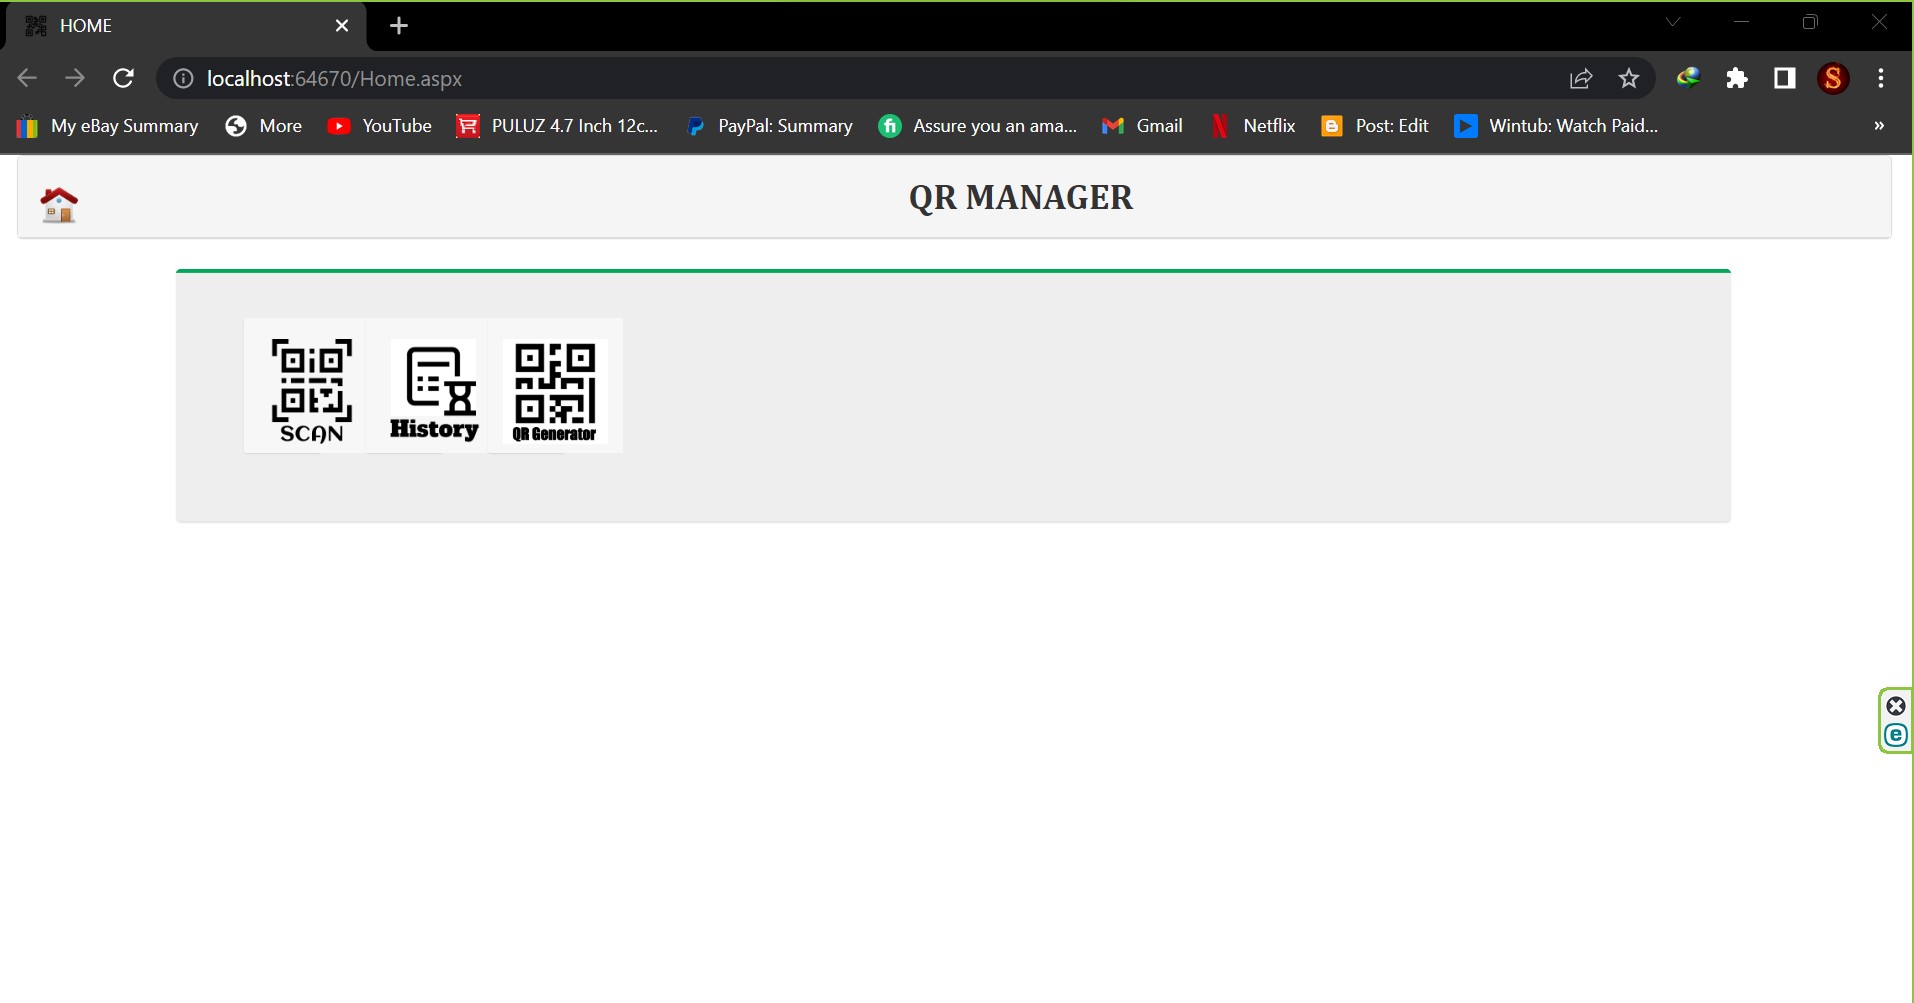 HOME
localhost:64670/Home.aspx
S
My eBay Summary More YouTube PULUZ 4.7 Inch 12c... PayPal: Summary fi Assure you an ama... Gmail Netflix Post: Edit Wintub: Watch Paid... »
QR MANAGER
SCAN History QR Generator
e